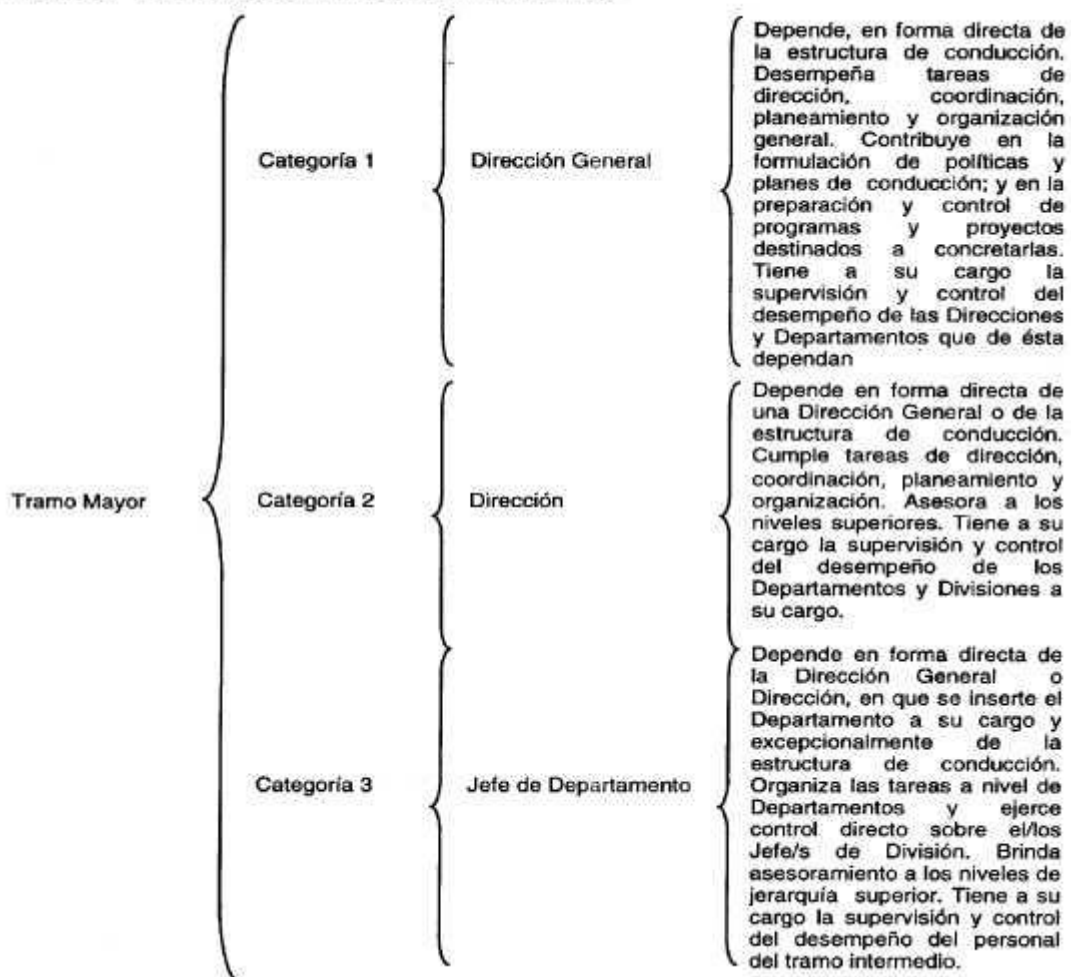 Depende, en forma directa de
la estructura de conducción.
Desempeña tareas de
dirección, coordinación,
planeamiento y organización
general. Contribuye en la
formulación de políticas y
planes de conducción; y en la
preparación y control de
programas y proyectos
destinados a concretarlas.
Tiene a su cargo la
supervisión y control del
desempeño de las Direcciones
y Departamentos que de ésta
dependan
Categoría 1
Dirección General
Depende en forma directa de
una Dirección General o de la
estructura de conducción.
Cumple tareas de dirección,
coordinación, planeamiento y
organización. Asesora a los
niveles superiores. Tiene a su
cargo la supervisión y control
del desempeño de los
Departamentos y Divisiones a
su cargo.
Tramo Mayor
Categoría 2
Dirección
Depende en forma directa de
la Dirección General o
Dirección, en que se inserte el
Departamento a su cargo y
excepcionalmente de la
estructura de conducción.
Organiza las tareas a nivel de
Departamentos y ejerce
control directo sobre el/los
Jefe/s de División. Brinda
asesoramiento a los niveles de
jerarquía superior. Tiene a su
cargo la supervisión y control
del desempeño del personal
del tramo intermedio.
Categoría 3
Jefe de Departamento